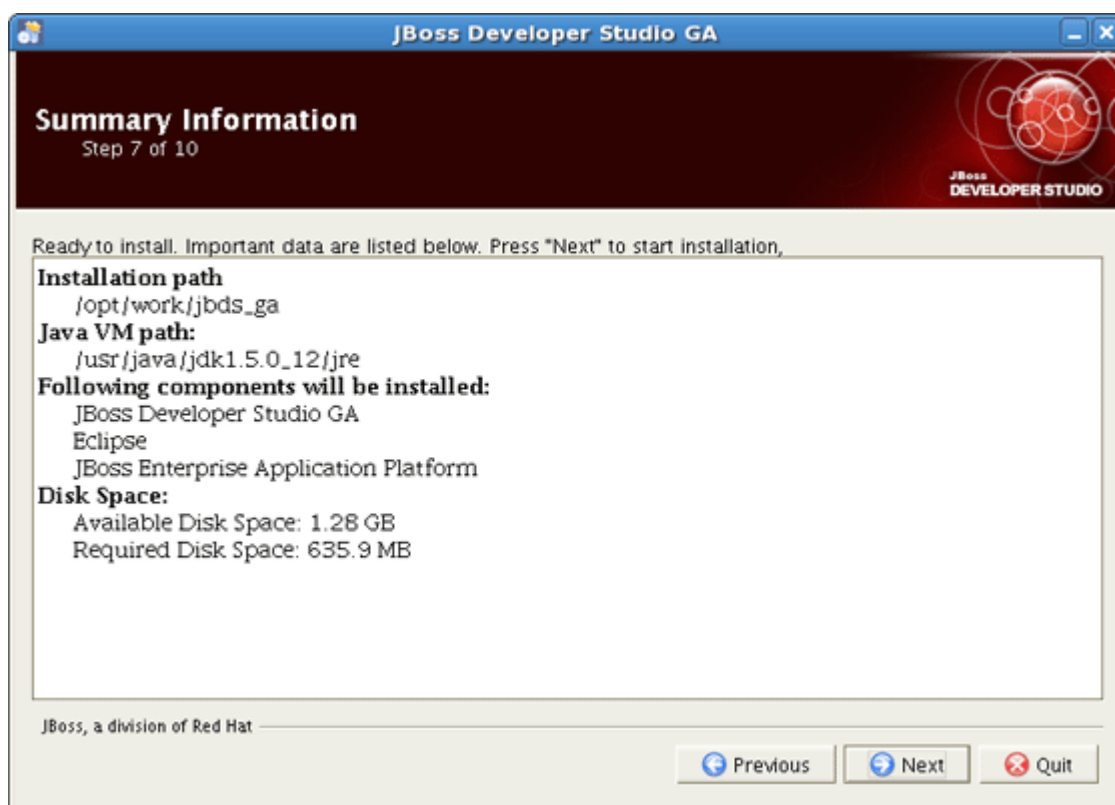 JBoss Developer Studio GA
Summary Information
Step 7 of 10
JBoss
DEVELOPER STUDIO
Ready to install. Important data are listed below. Press "Next" to start installation,
Installation path
/opt/work/jbds_ga
Java VM path:
/usr/java/jdk1.5.0_12/jre
Following components will be installed:
JBoss Developer Studio GA
Eclipse
JBoss Enterprise Application Platform
Disk Space:
Available Disk Space: 1.28 GB
Required Disk Space: 635.9 MB
JBoss, a division of Red Hat
Previous Next Quit